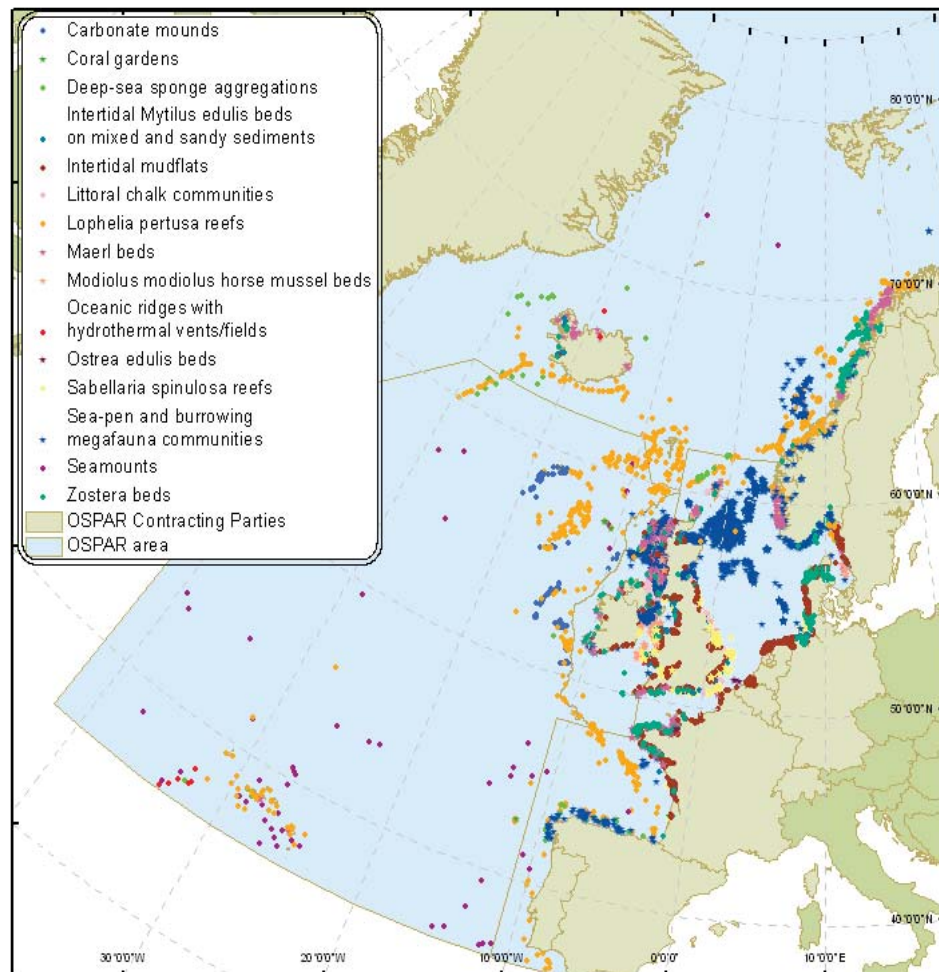 Carbonate mounds
Coral gardens
Deep-sea sponge aggregations
Intertidal Mytilus edulis beds
on mixed and sandy sediments
Intertidal mudflats
Littoral chalk communities
Lophelia pertusa reefs
Maerl beds
Modiolus modiolus horse mussel beds
Oceanic ridges with
hydrothermal vents/fields
Ostrea edulis beds
Sabellaria spinulosa reefs
Sea-pen and burrowing
megafauna communities
Seamounts
Zostera beds
OSPAR Contracting Parties
OSPAR area
80°0'0"N
70°0'0"N
60°0'0"N
50°0'0"N
40°0'0"N
30°0'0"W
20°0'0"W
10°0'0"W
0°0'0"
10°0'0"E